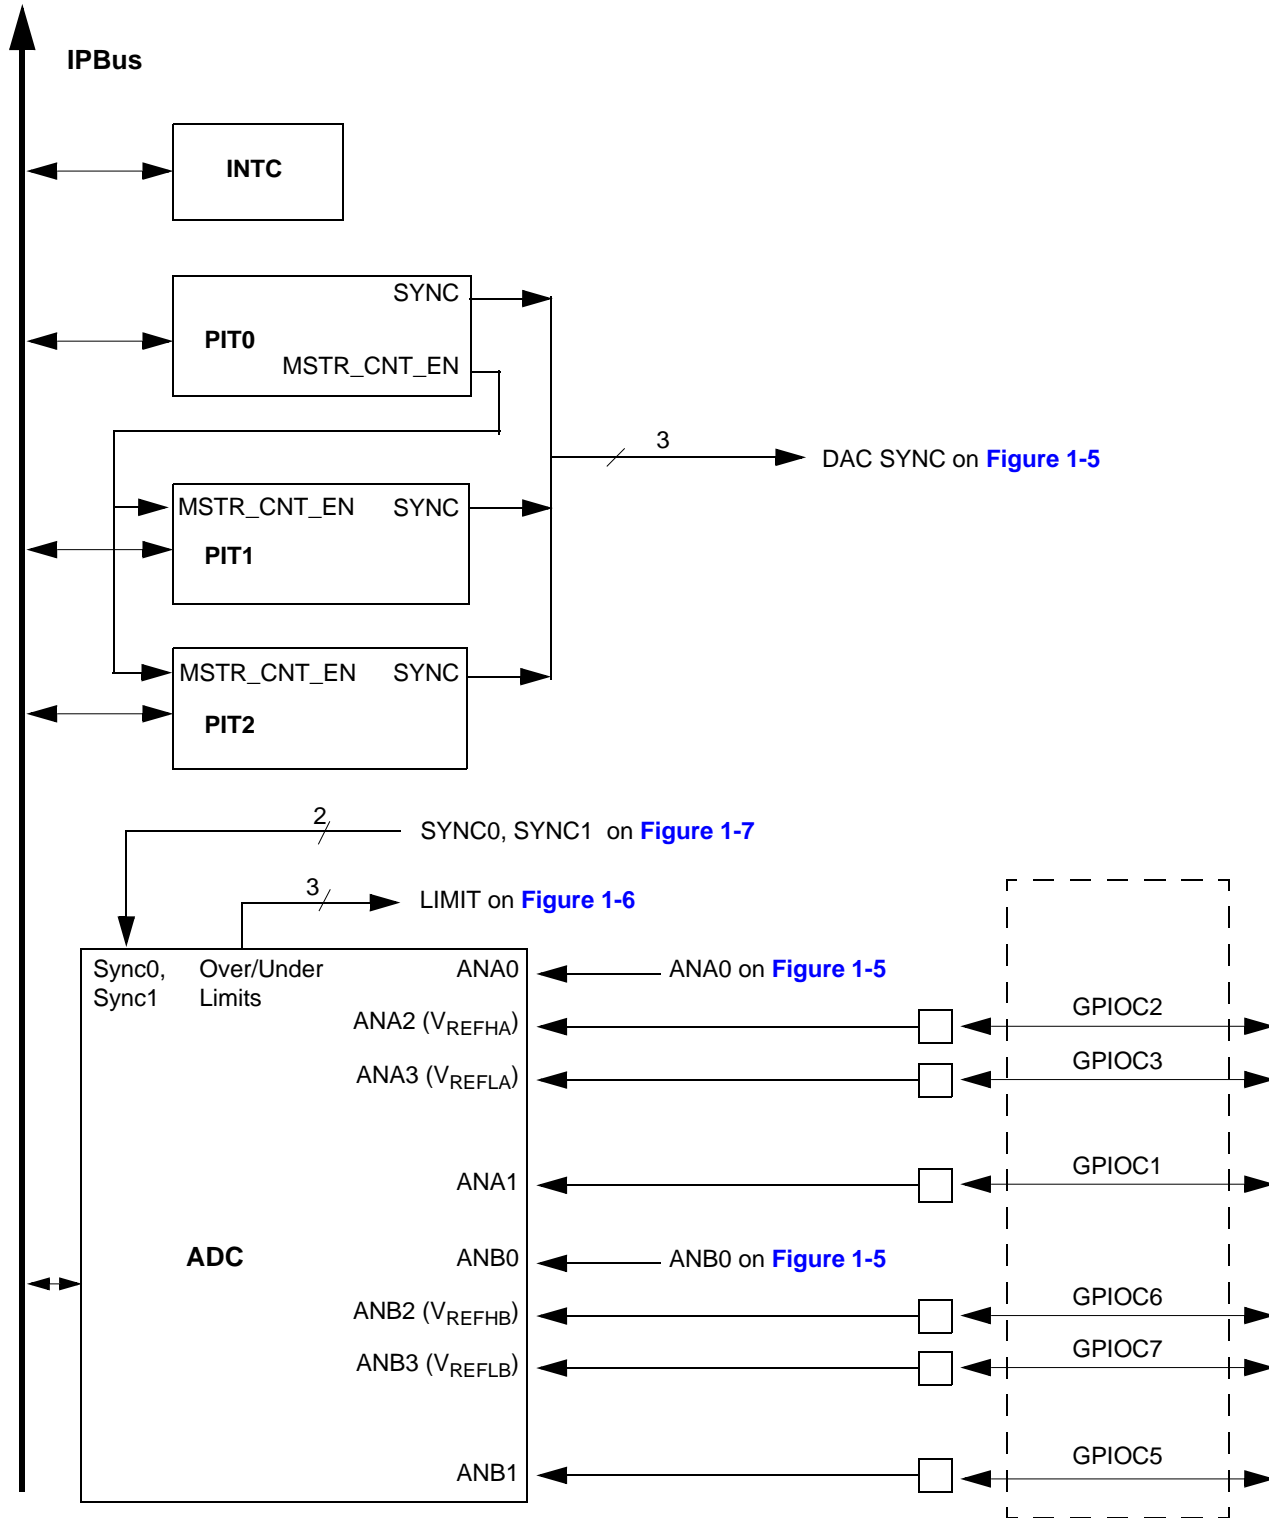 IPBus
INTC
SYNC
PIT0
MSTR_CNT_EN
3
DAC SYNC on Figure 1-5
MSTR_CNT_EN SYNC
PIT1
MSTR_CNT_EN SYNC
PIT2
2
SYNC0, SYNC1 on Figure 1-7
3
LIMIT on Figure 1-6
Sync0, Sync1
Over/Under Limits
ANA0
ANA0 on Figure 1-5
ANA2 (VREFHA)
GPIOC2
ANA3 (VREFLA)
GPIOC3
ANA1
GPIOC1
ADC
ANB0
ANB0 on Figure 1-5
ANB2 (VREFHB)
GPIOC6
ANB3 (VREFLB)
GPIOC7
ANB1
GPIOC5